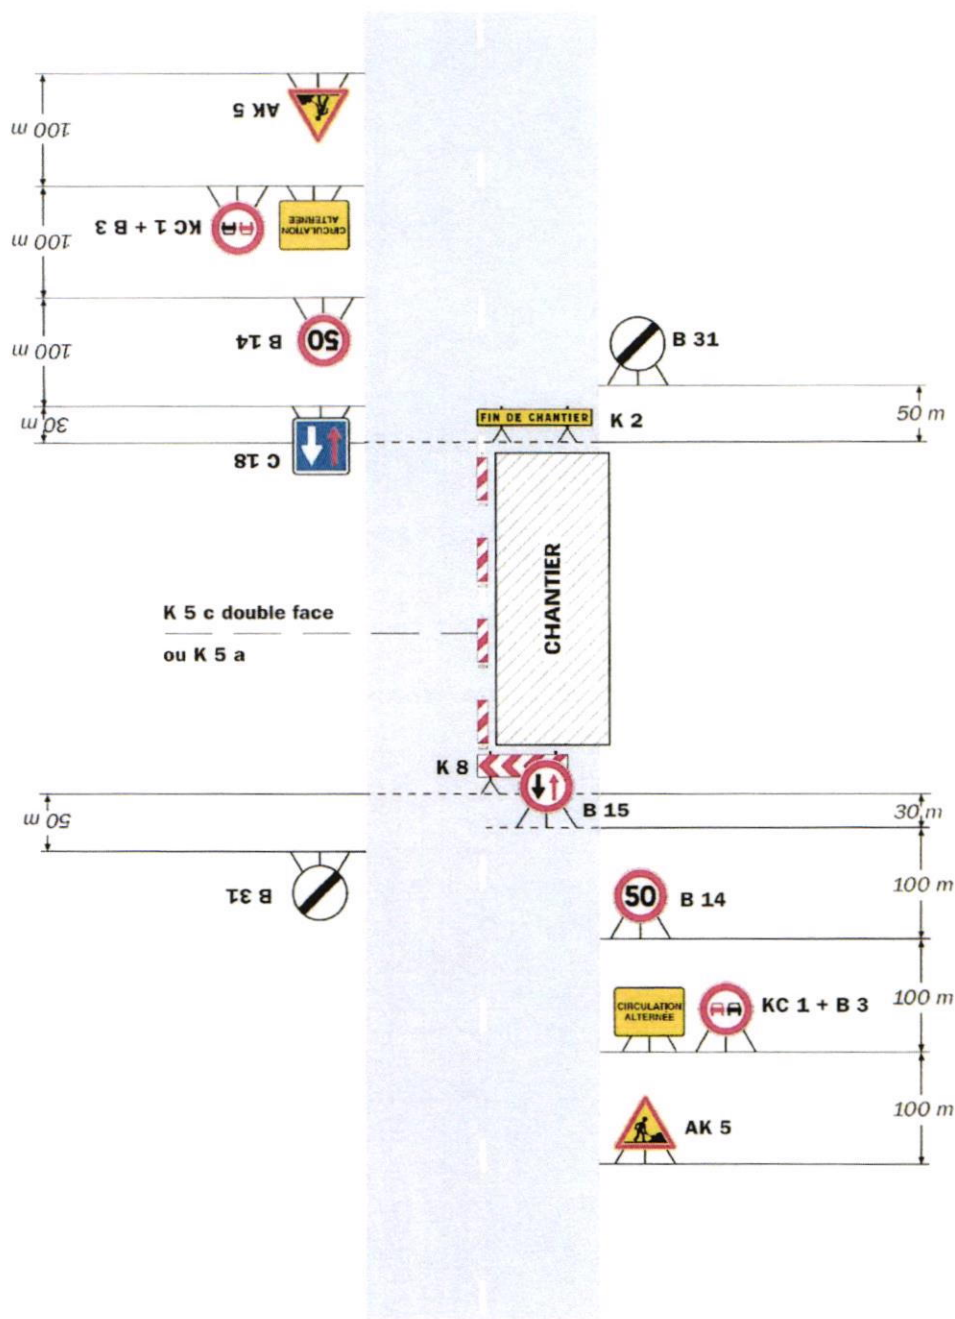 AK 5
100 m
KC 1 + B 3
CIRCULATION
ALTERNÉE
100 m
B 14
50
100 m
B 31
30 m
C 18
FIN DE CHANTIER
K 2
50 m
CHANTIER
K 5 c double face
ou K 5 a
K 8
B 15
50 m
30 m
B 31
50
B 14
100 m
CIRCULATION
ALTERNÉE
KC 1 + B 3
100 m
AK 5
100 m